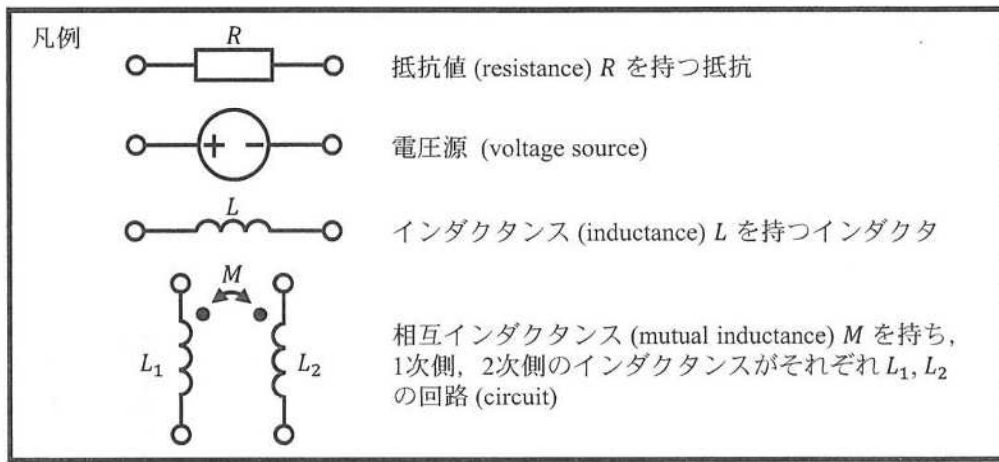 凡例
R
抵抗値 (resistance) R を持つ抵抗
+ −
電圧源 (voltage source)
L
インダクタンス (inductance) L を持つインダクタ
M
L₁
L₂
相互インダクタンス (mutual inductance) M を持ち,
1次側, 2次側のインダクタンスがそれぞれ L₁, L₂
の回路 (circuit)